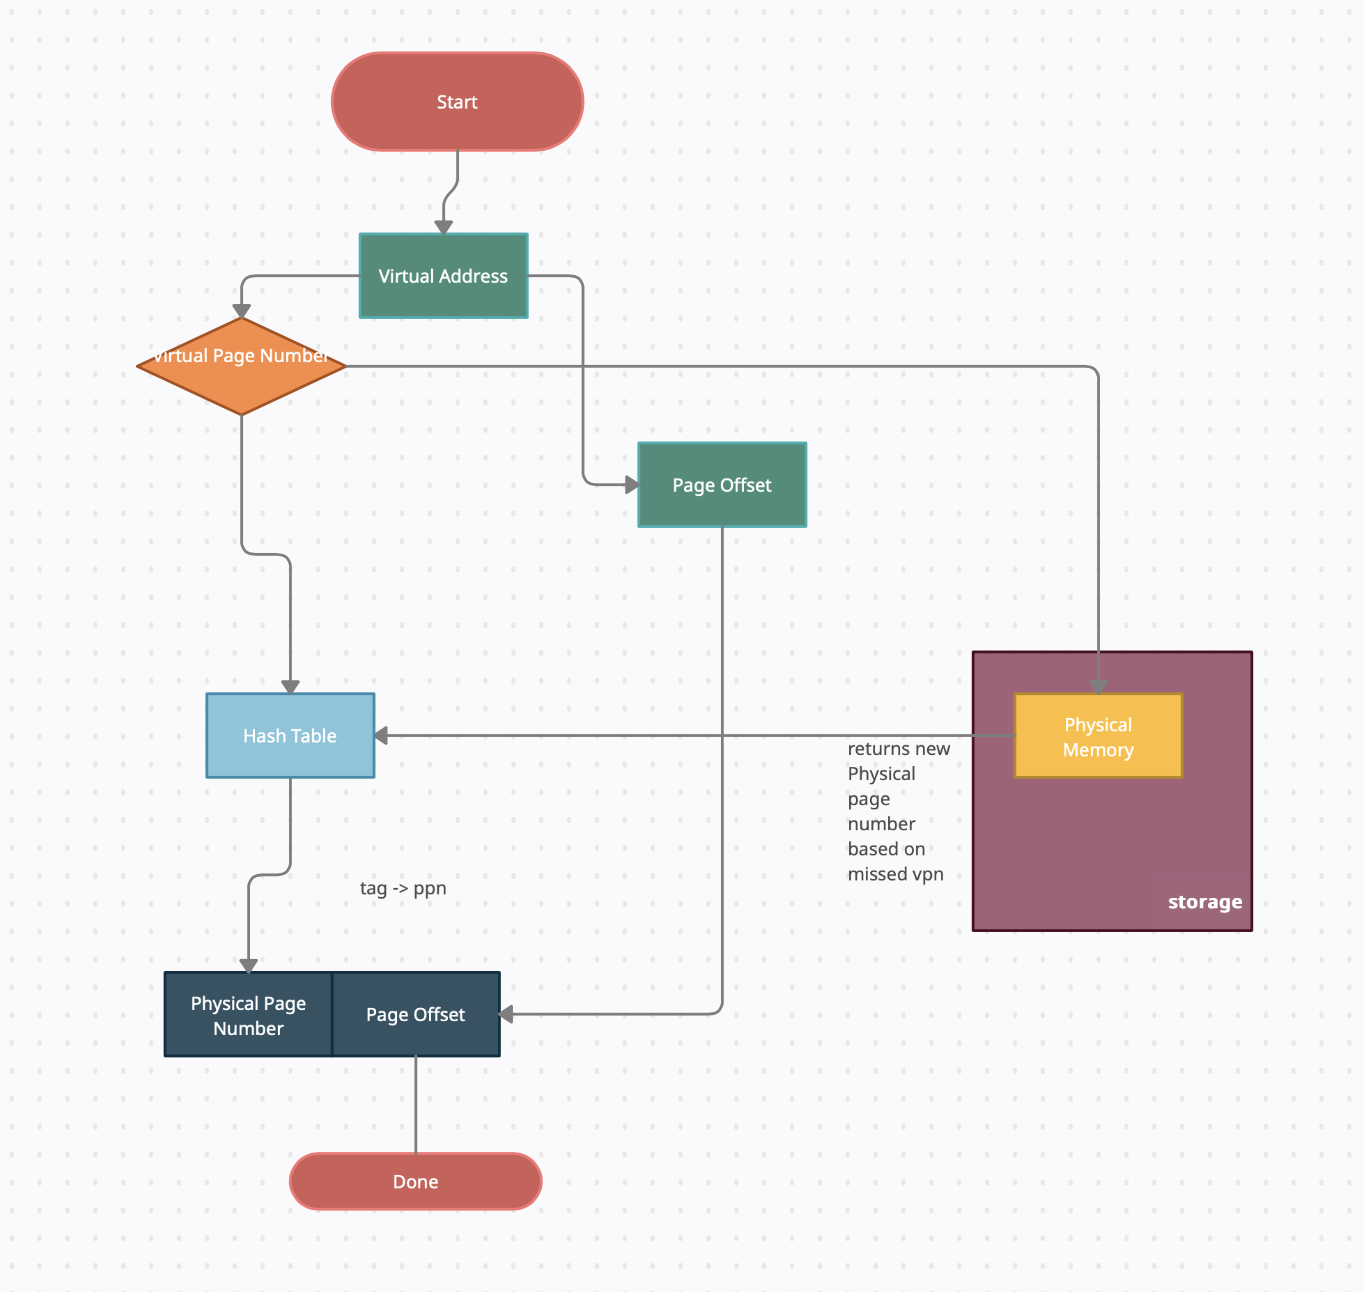 Start
Virtual Address
Virtual Page Number
Page Offset
Hash Table
Physical
Memory
returns new
Physical
page
number
based on
missed vpn
storage
tag -> ppn
Physical Page
Number
Page Offset
Done